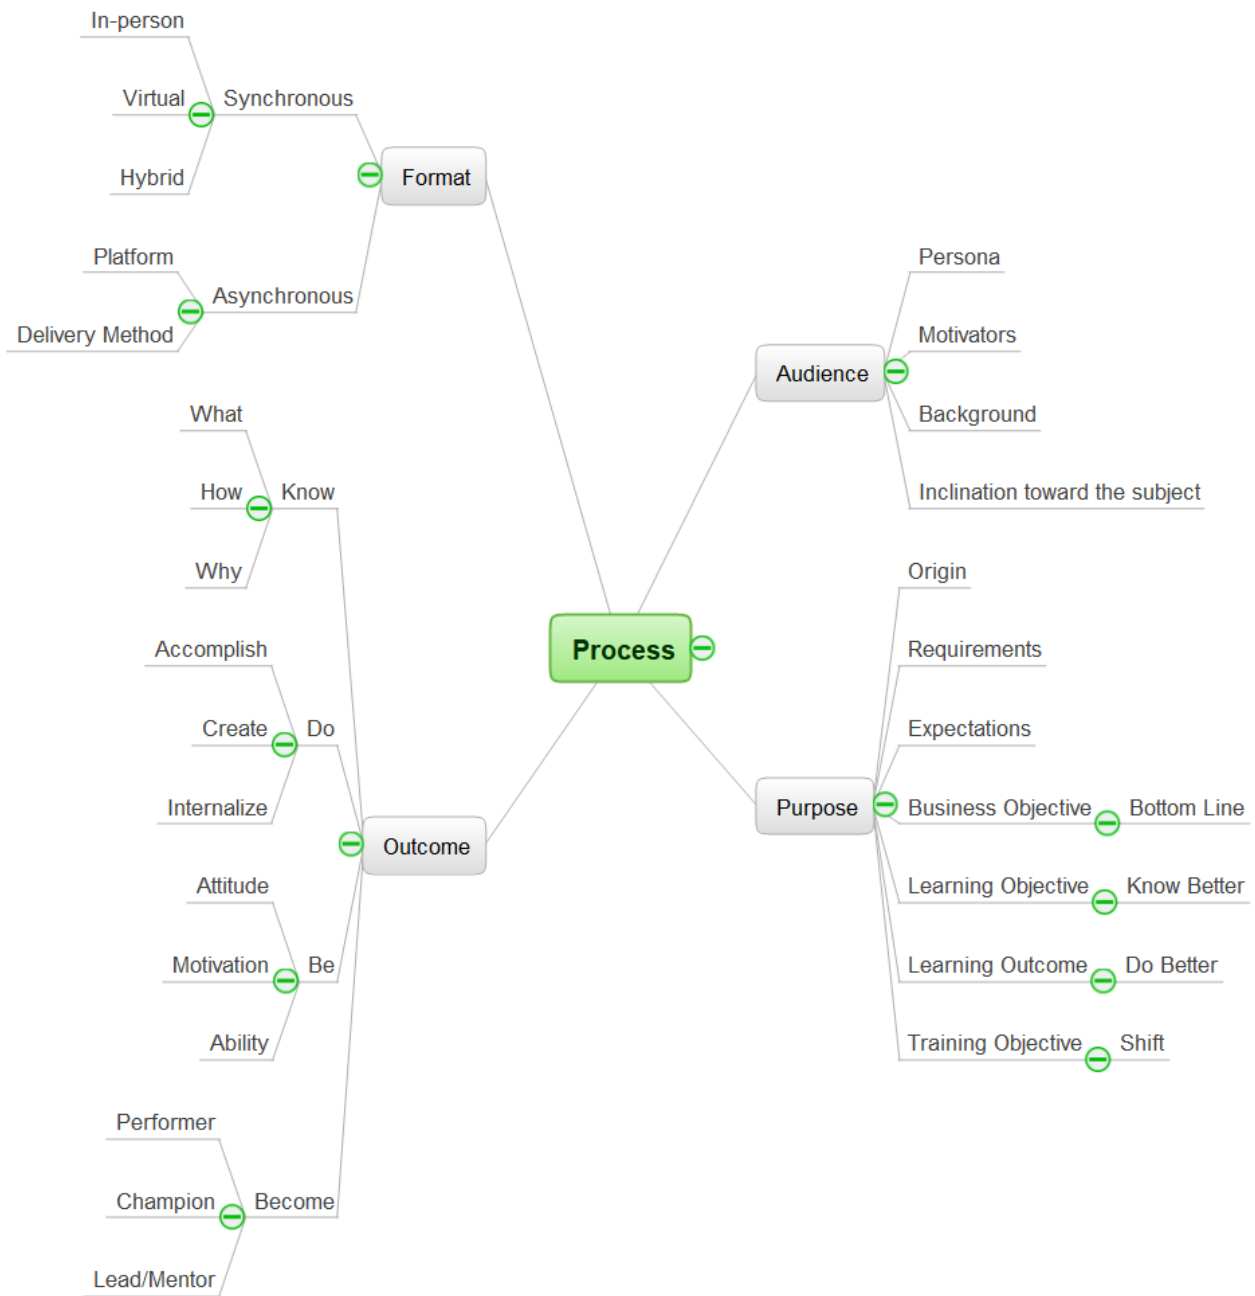 In-person
Virtual
Synchronous
Hybrid
Format
Platform
Asynchronous
Delivery Method
Persona
Motivators
Audience
Background
Inclination toward the subject
What
How
Know
Why
Process
Origin
Requirements
Expectations
Purpose
Business Objective
Bottom Line
Learning Objective
Know Better
Learning Outcome
Do Better
Training Objective
Shift
Accomplish
Create
Do
Internalize
Outcome
Attitude
Motivation
Be
Ability
Performer
Champion
Become
Lead/Mentor